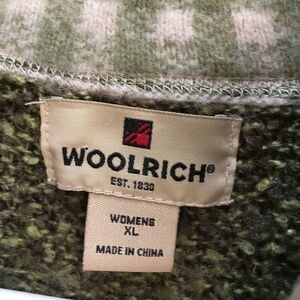 WOOLRICH®
EST. 1830
WOMENS
XL
MADE IN CHINA